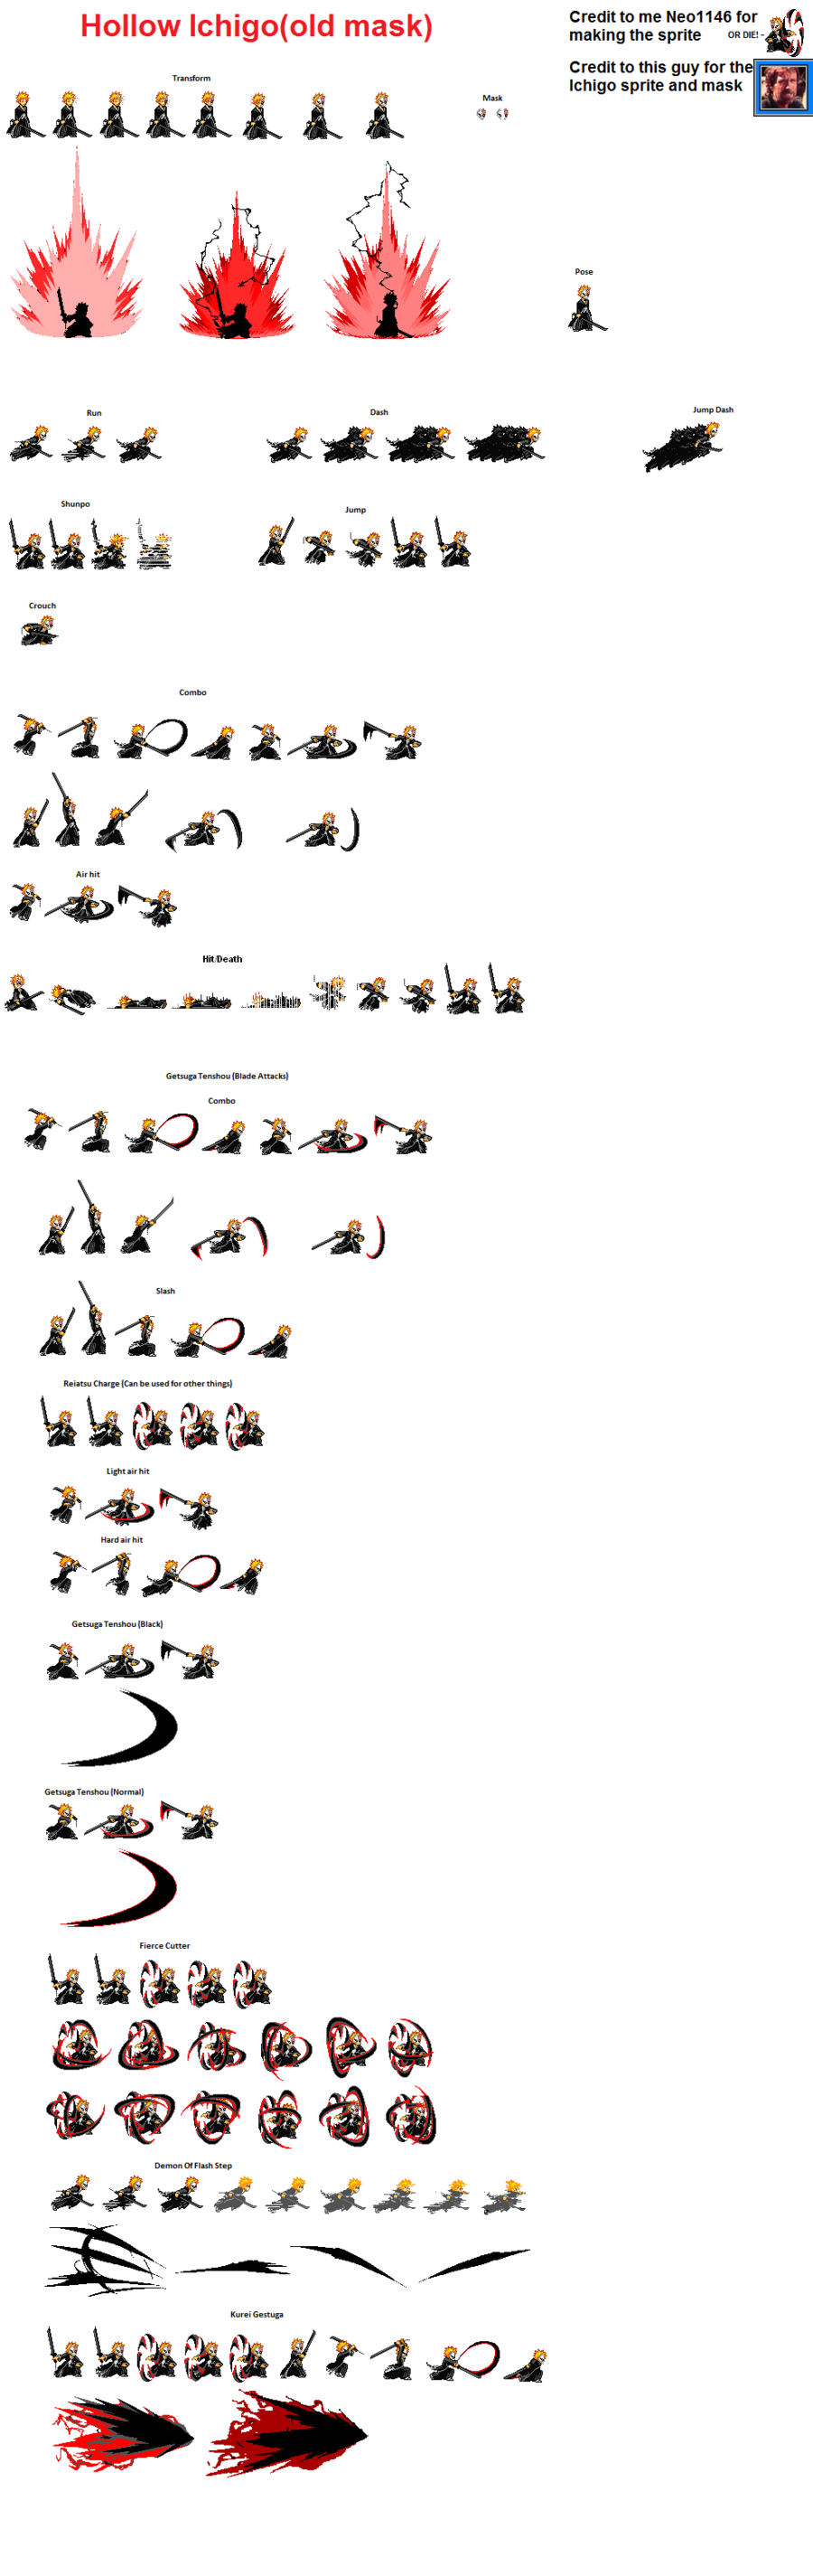 Hollow Ichigo(old mask)
Credit to me Neo1146 for
making the sprite
OR DIE! -
Credit to this guy for the
Ichigo sprite and mask
Transform
Mask
Pose
Run
Dash
Jump Dash
Shunpo
Jump
Crouch
Combo
Air hit
Hit/Death
Getsuga Tenshou (Blade Attacks)
Combo
Slash
Reiatsu Charge (Can be used for other things)
Light air hit
Hard air hit
Getsuga Tenshou (Black)
Getsuga Tenshou (Normal)
Fierce Cutter
Demon Of Flash Step
Kurei Gestuga